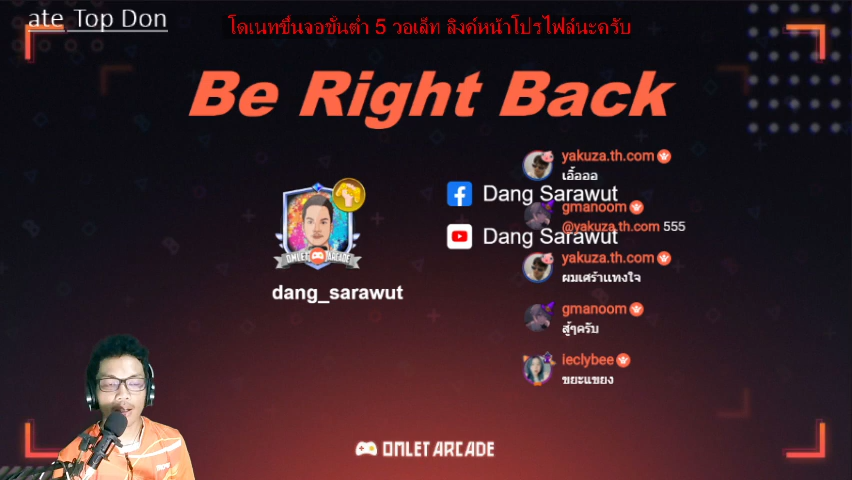 ate Top Don
โดเนทขึ้นจอขั้นต่ำ 5 วอเล็ท ลิงค์หน้าโปรไฟล์นะครับ
Be Right Back
yakuza.th.com
เอิ้อออ
Dang Sarawut
gmanoom
@yakuza.th.com 555
Dang Sarawut
yakuza.th.com
ผมเศร้าแทงใจ
OMLET ARCADE
dang_sarawut
gmanoom
สู้ๆครับ
ieclybee
ขยะแขยง
OMLET ARCADE